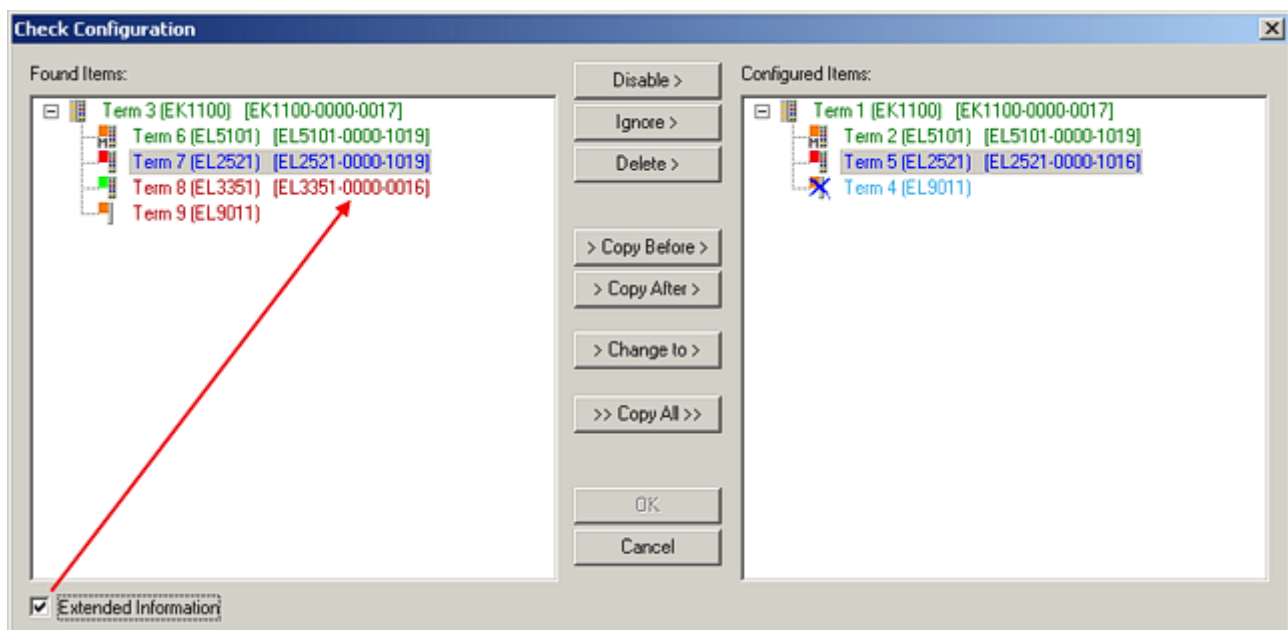 Check Configuration
Found Items:
Term 3 (EK1100) [EK1100-0000-0017]
Term 6 (EL5101) [EL5101-0000-1019]
Term 7 (EL2521) [EL2521-0000-1019]
Term 8 (EL3351) [EL3351-0000-0016]
Term 9 (EL9011)
Extended Information
Disable >
Ignore >
Delete >
> Copy Before >
> Copy After >
> Change to >
>> Copy All >>
OK
Cancel
Configured Items:
Term 1 (EK1100) [EK1100-0000-0017]
Term 2 (EL5101) [EL5101-0000-1019]
Term 5 (EL2521) [EL2521-0000-1016]
Term 4 (EL9011)